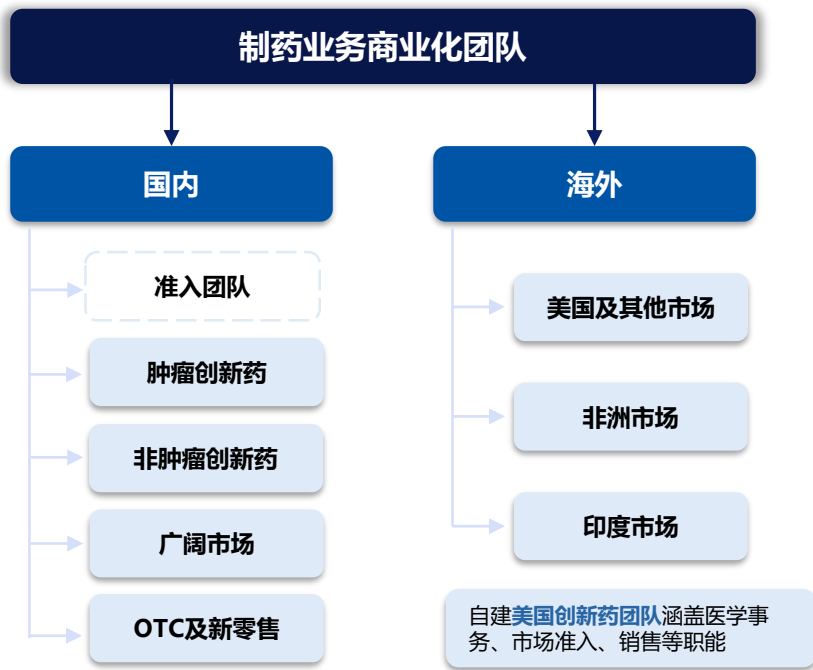 制药业务商业化团队
国内
准入团队
肿瘤创新药
非肿瘤创新药
广阔市场
OTC及新零售
海外
美国及其他市场
非洲市场
印度市场
自建美国创新药团队涵盖医学事
务、市场准入、销售等职能